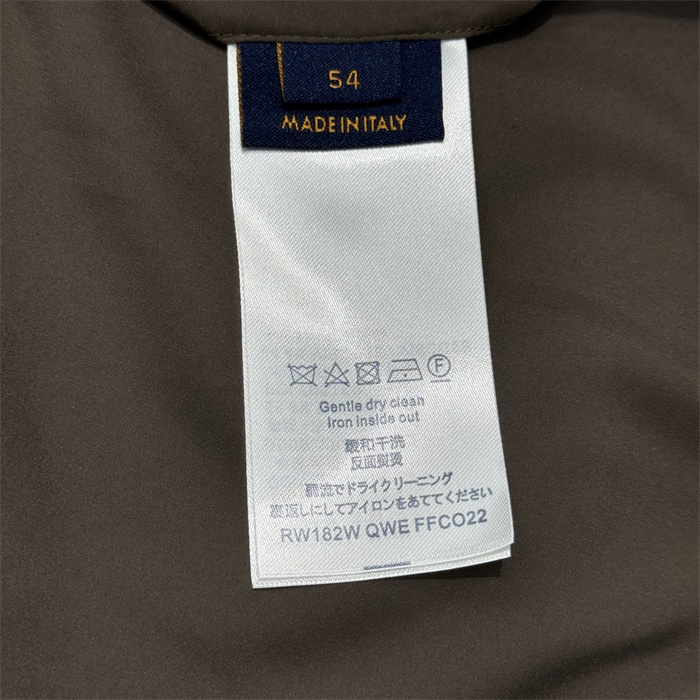 54
MADE IN ITALY
F
Gentle dry clean
Iron inside out
緩和干洗
反面熨烫
弱流でドライクリーニング
裏返しにしてアイロンをあててください
RW182W QWE FFCO22